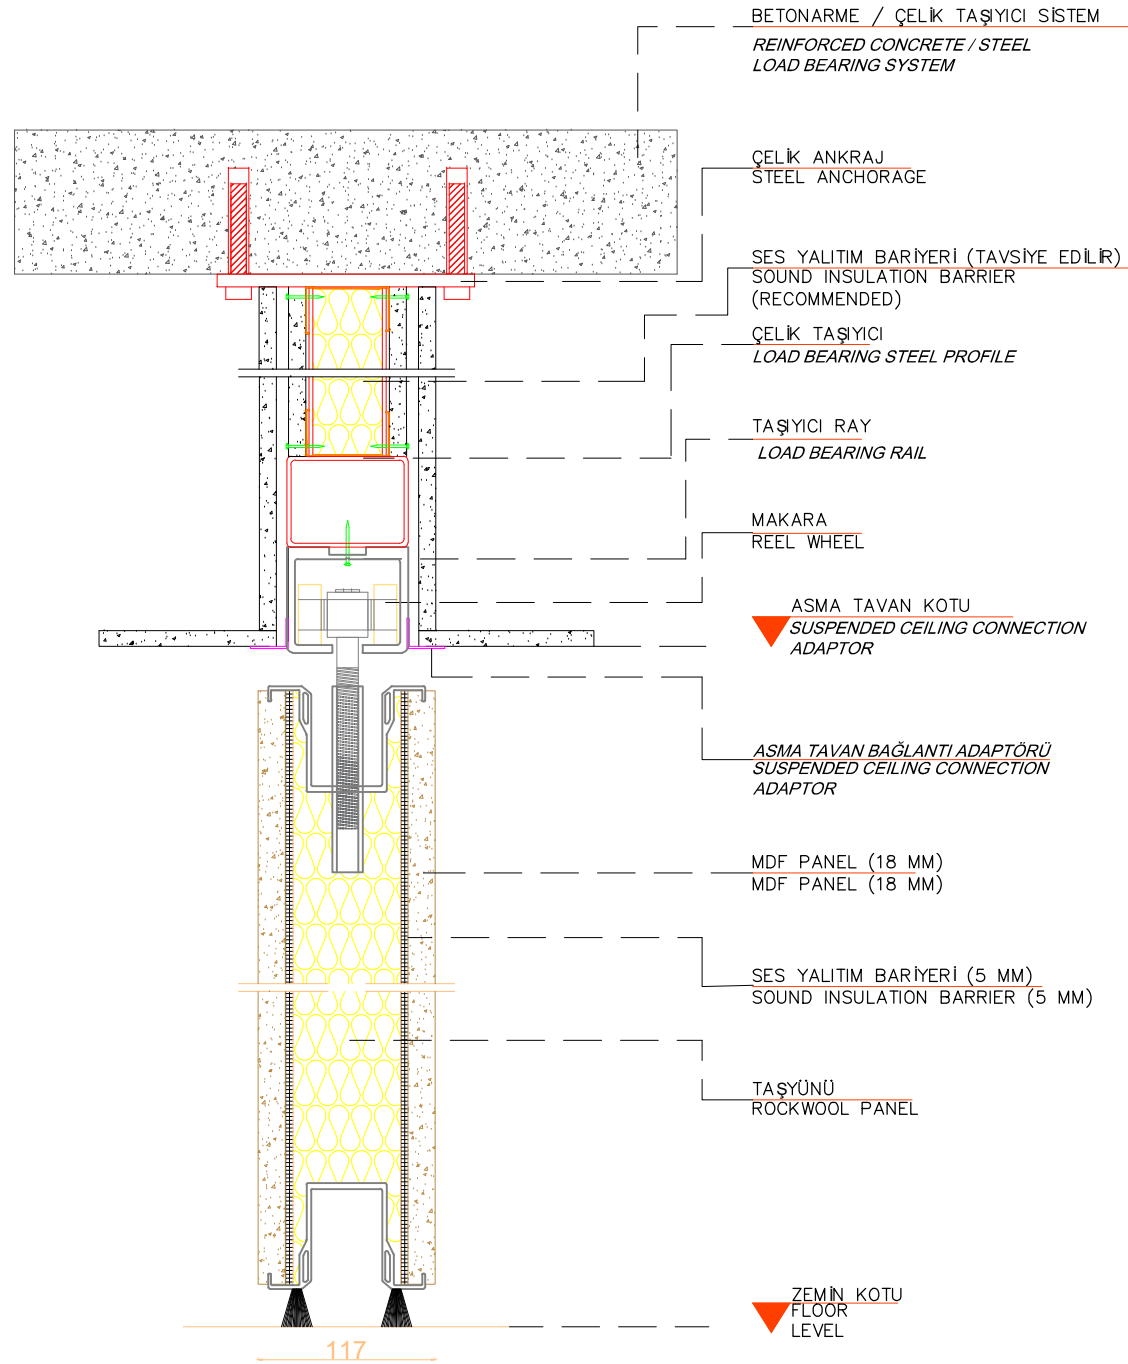 BETONARME / ÇELİK TAŞIYICI SİSTEM
REINFORCED CONCRETE / STEEL
LOAD BEARING SYSTEM
ÇELİK ANKRAJ
STEEL ANCHORAGE
SES YALITIM BARİYERİ (TAVSİYE EDİLİR)
SOUND INSULATION BARRIER
(RECOMMENDED)
ÇELİK TAŞIYICI
LOAD BEARING STEEL PROFILE
TAŞIYICI RAY
LOAD BEARING RAIL
MAKARA
REEL WHEEL
ASMA TAVAN KOTU
SUSPENDED CEILING CONNECTION
ADAPTOR
ASMA TAVAN BAĞLANTI ADAPTÖRÜ
SUSPENDED CEILING CONNECTION
ADAPTOR
MDF PANEL (18 MM)
MDF PANEL (18 MM)
SES YALITIM BARİYERİ (5 MM)
SOUND INSULATION BARRIER (5 MM)
TAŞYÜNÜ
ROCKWOOL PANEL
ZEMİN KOTU
FLOOR
LEVEL
117